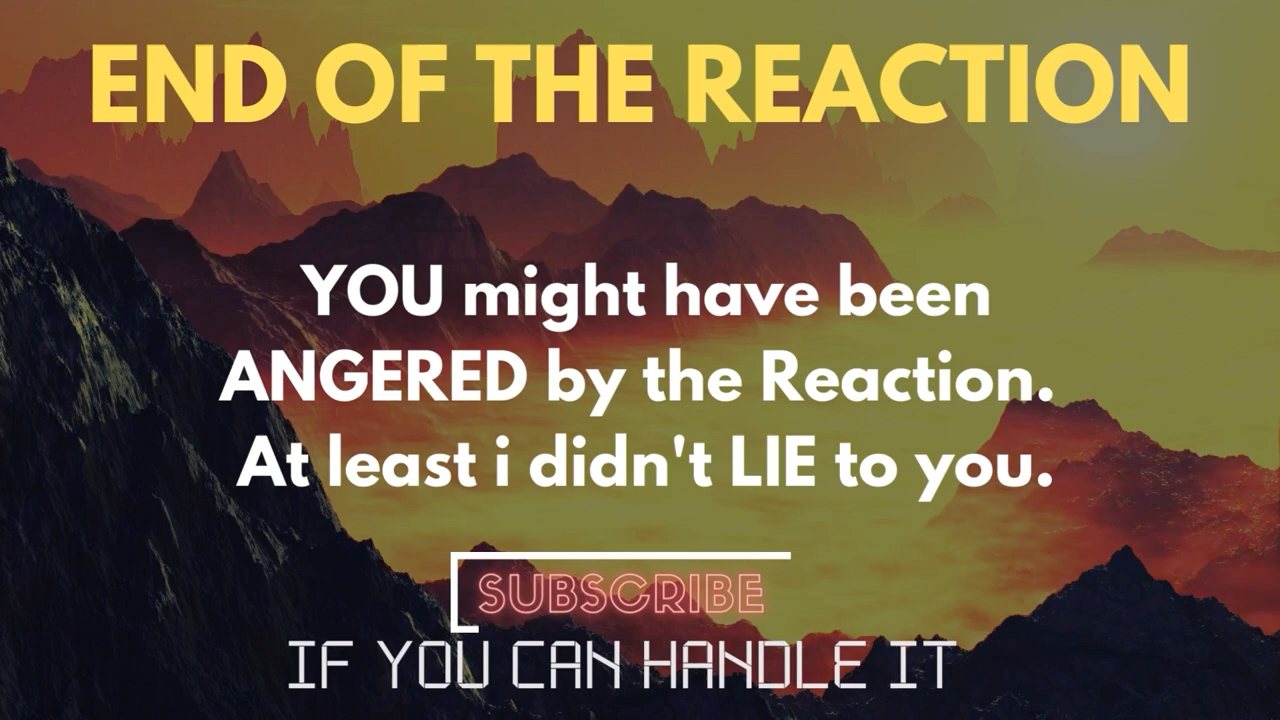 END OF THE REACTION
YOU might have been
ANGERED by the Reaction.
At least i didn't LIE to you.
SUBSCRIBE
IF YOU CAN HANDLE IT